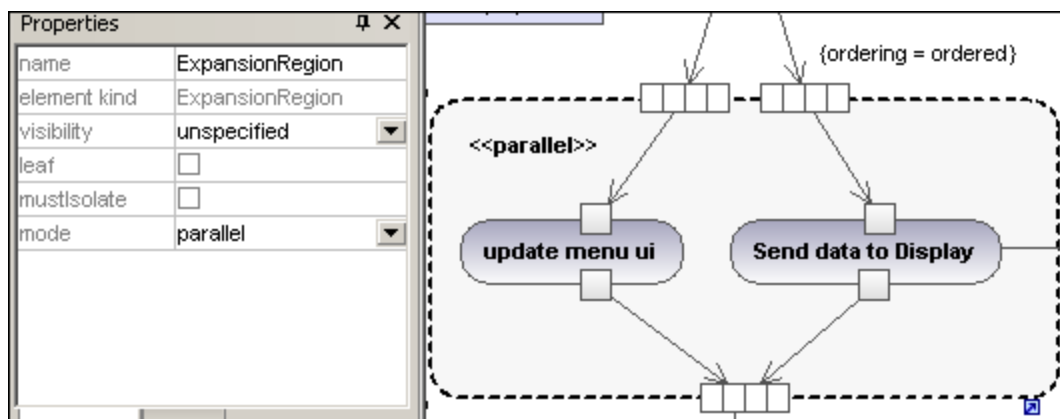 Properties
name ExpansionRegion
element kind ExpansionRegion
visibility unspecified
leaf
mustIsolate
mode parallel
{ordering = ordered}
<<parallel>>
update menu ui
Send data to Display